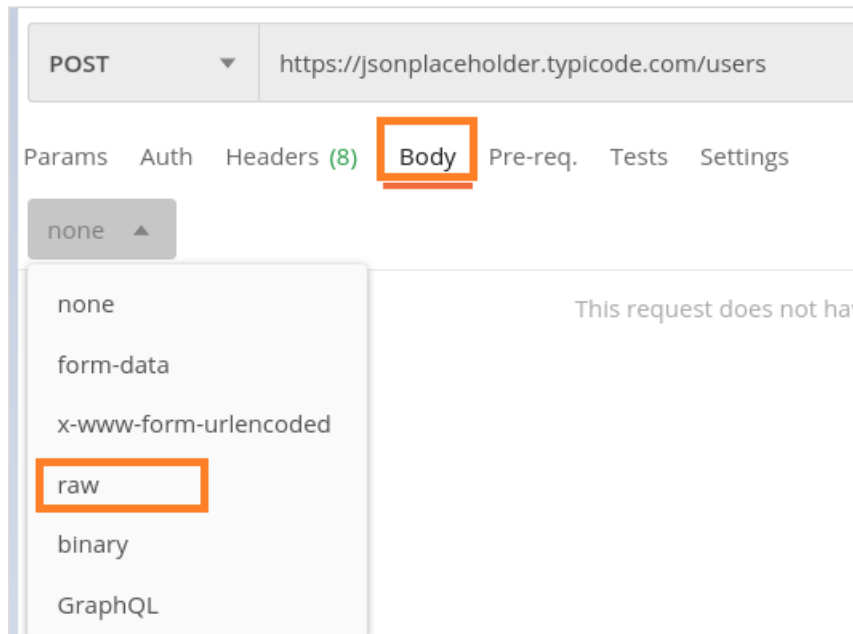 POST https://jsonplaceholder.typicode.com/users
Params Auth Headers (8) Body Pre-req. Tests Settings
none
none
This request does not
form-data
x-www-form-urlencoded
raw
binary
GraphQL